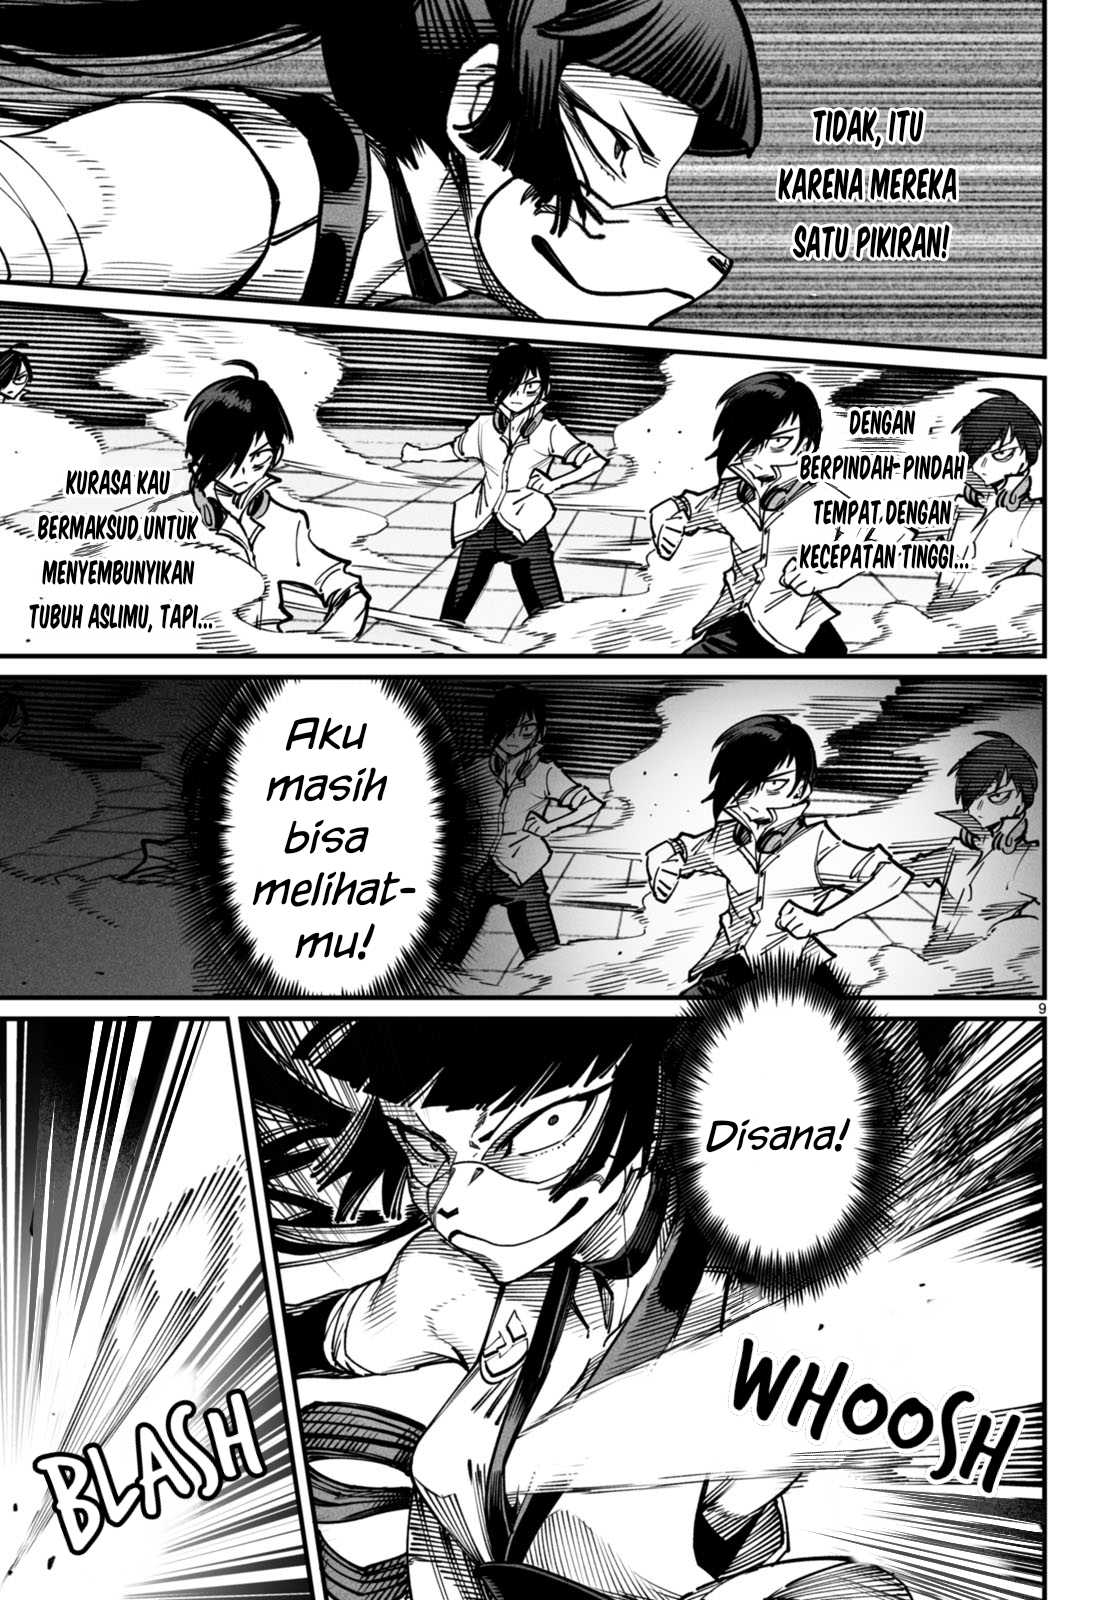 TIDAK, ITU
KARENA MEREKA
SATU PIKIRAN!
DENGAN
BERPINDAH-PINDAH
TEMPAT DENGAN
KECEPATAN TINGGI...
KURASA KAU
BERMAKSUD UNTUK
MENYEMBUNYIKAN
TUBUH ASLIMU, TAPI...
Aku
masih
bisa
melihat-
mu!
9
Disana!
WHOOSH
BLASH